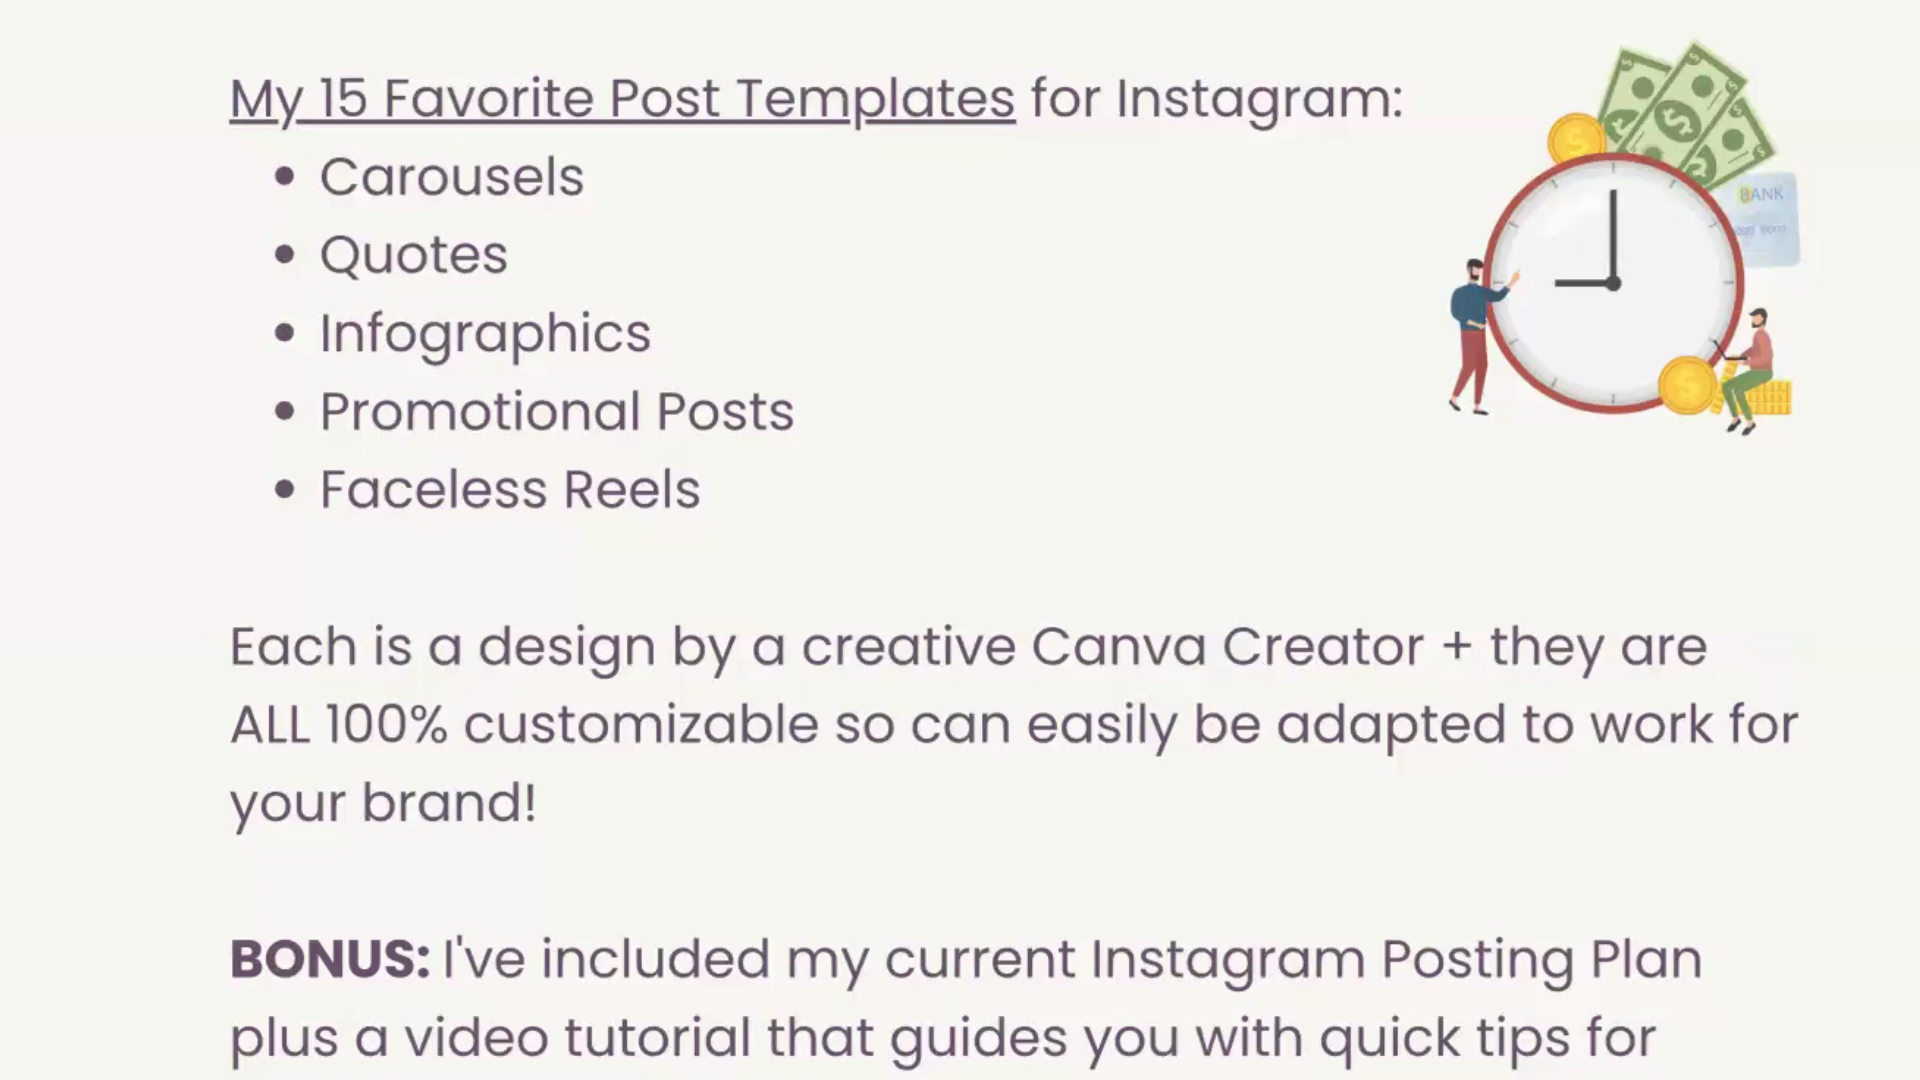 My 15 Favorite Post Templates for Instagram:
• Carousels
• Quotes
• Infographics
• Promotional Posts
• Faceless Reels
BANK
Each is a design by a creative Canva Creator + they are
ALL 100% customizable so can easily be adapted to work for
your brand!
BONUS: I've included my current Instagram Posting Plan
plus a video tutorial that guides you with quick tips for